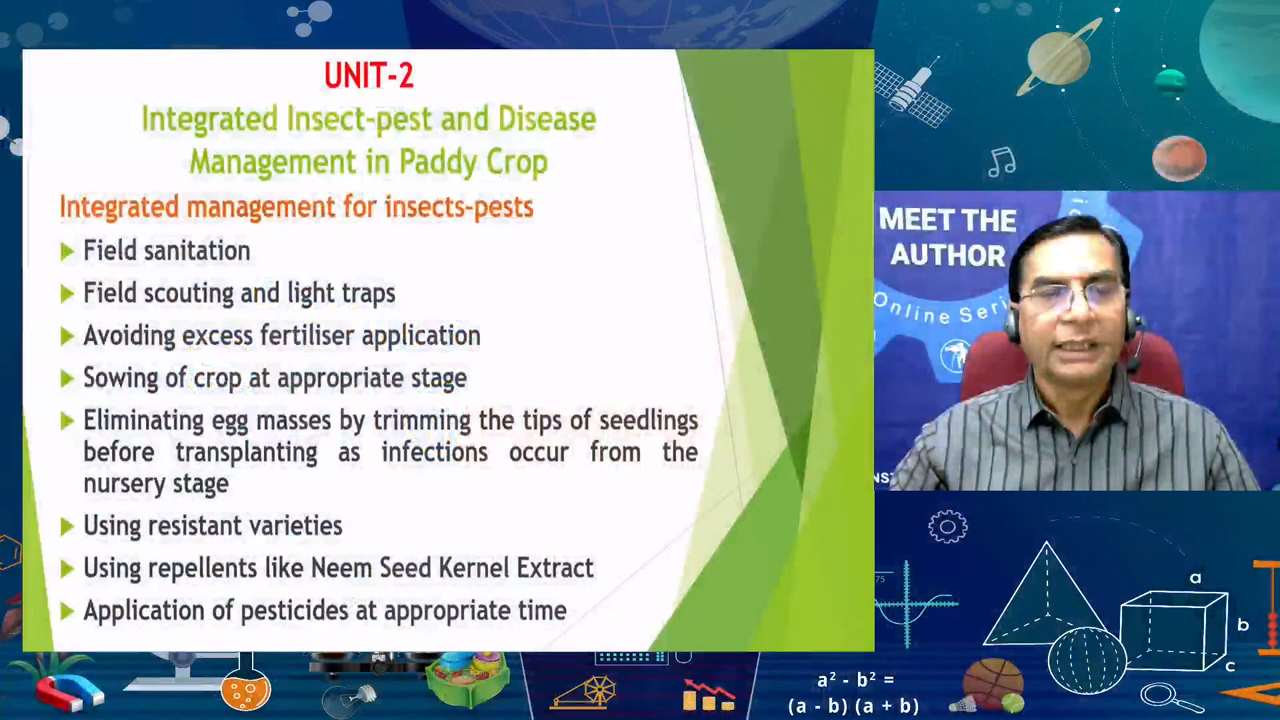 UNIT-2
Integrated Insect-pest and Disease
Management in Paddy Crop
Integrated management for insects-pests
Field sanitation
Field scouting and light traps
Avoiding excess fertiliser application
Sowing of crop at appropriate stage
Eliminating egg masses by trimming the tips of seedlings
before transplanting as infections occur from the
nursery stage
Using resistant varieties
Using repellents like Neem Seed Kernel Extract
Application of pesticides at appropriate time
MEET THE
AUTHOR
Online Seri
NST
75
a
b
c
a² - b² =
(a - b) (a + b)